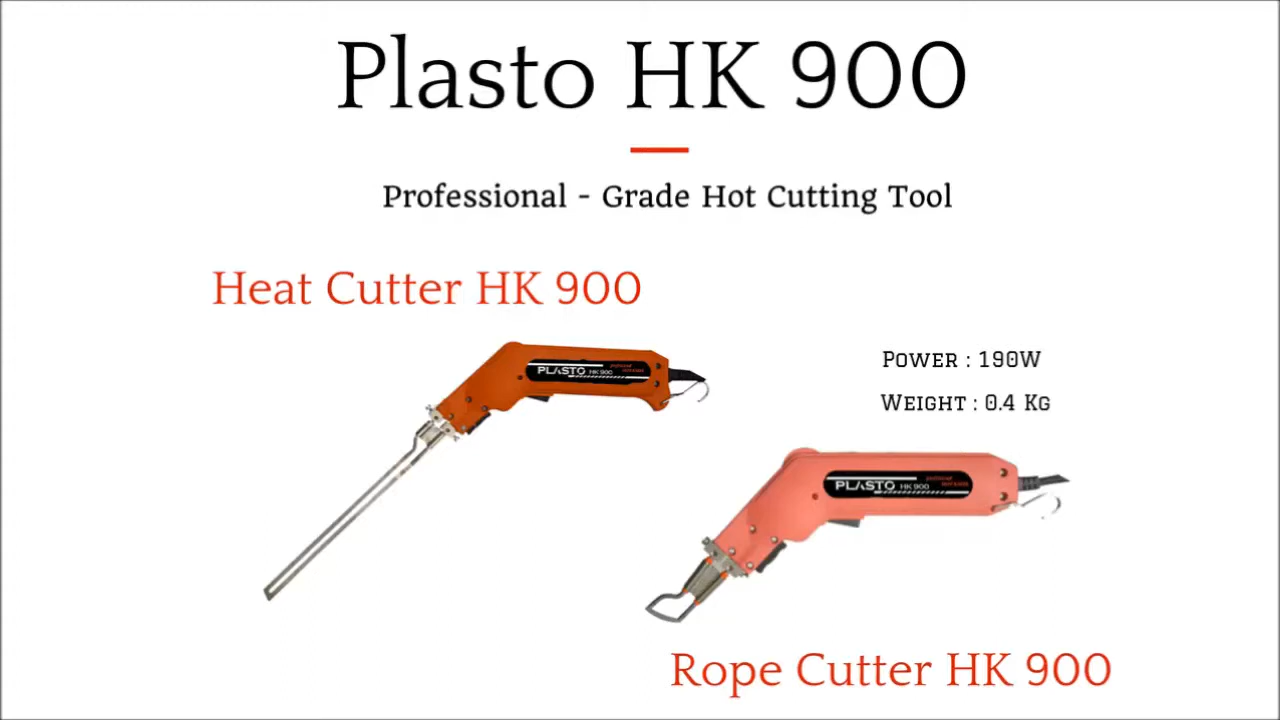 Plasto HK 900
Professional - Grade Hot Cutting Tool
Heat Cutter HK 900
PLASTO HK 900
Power : 190W
Weight : 0.4 Kg
PLASTO HK 900
Rope Cutter HK 900